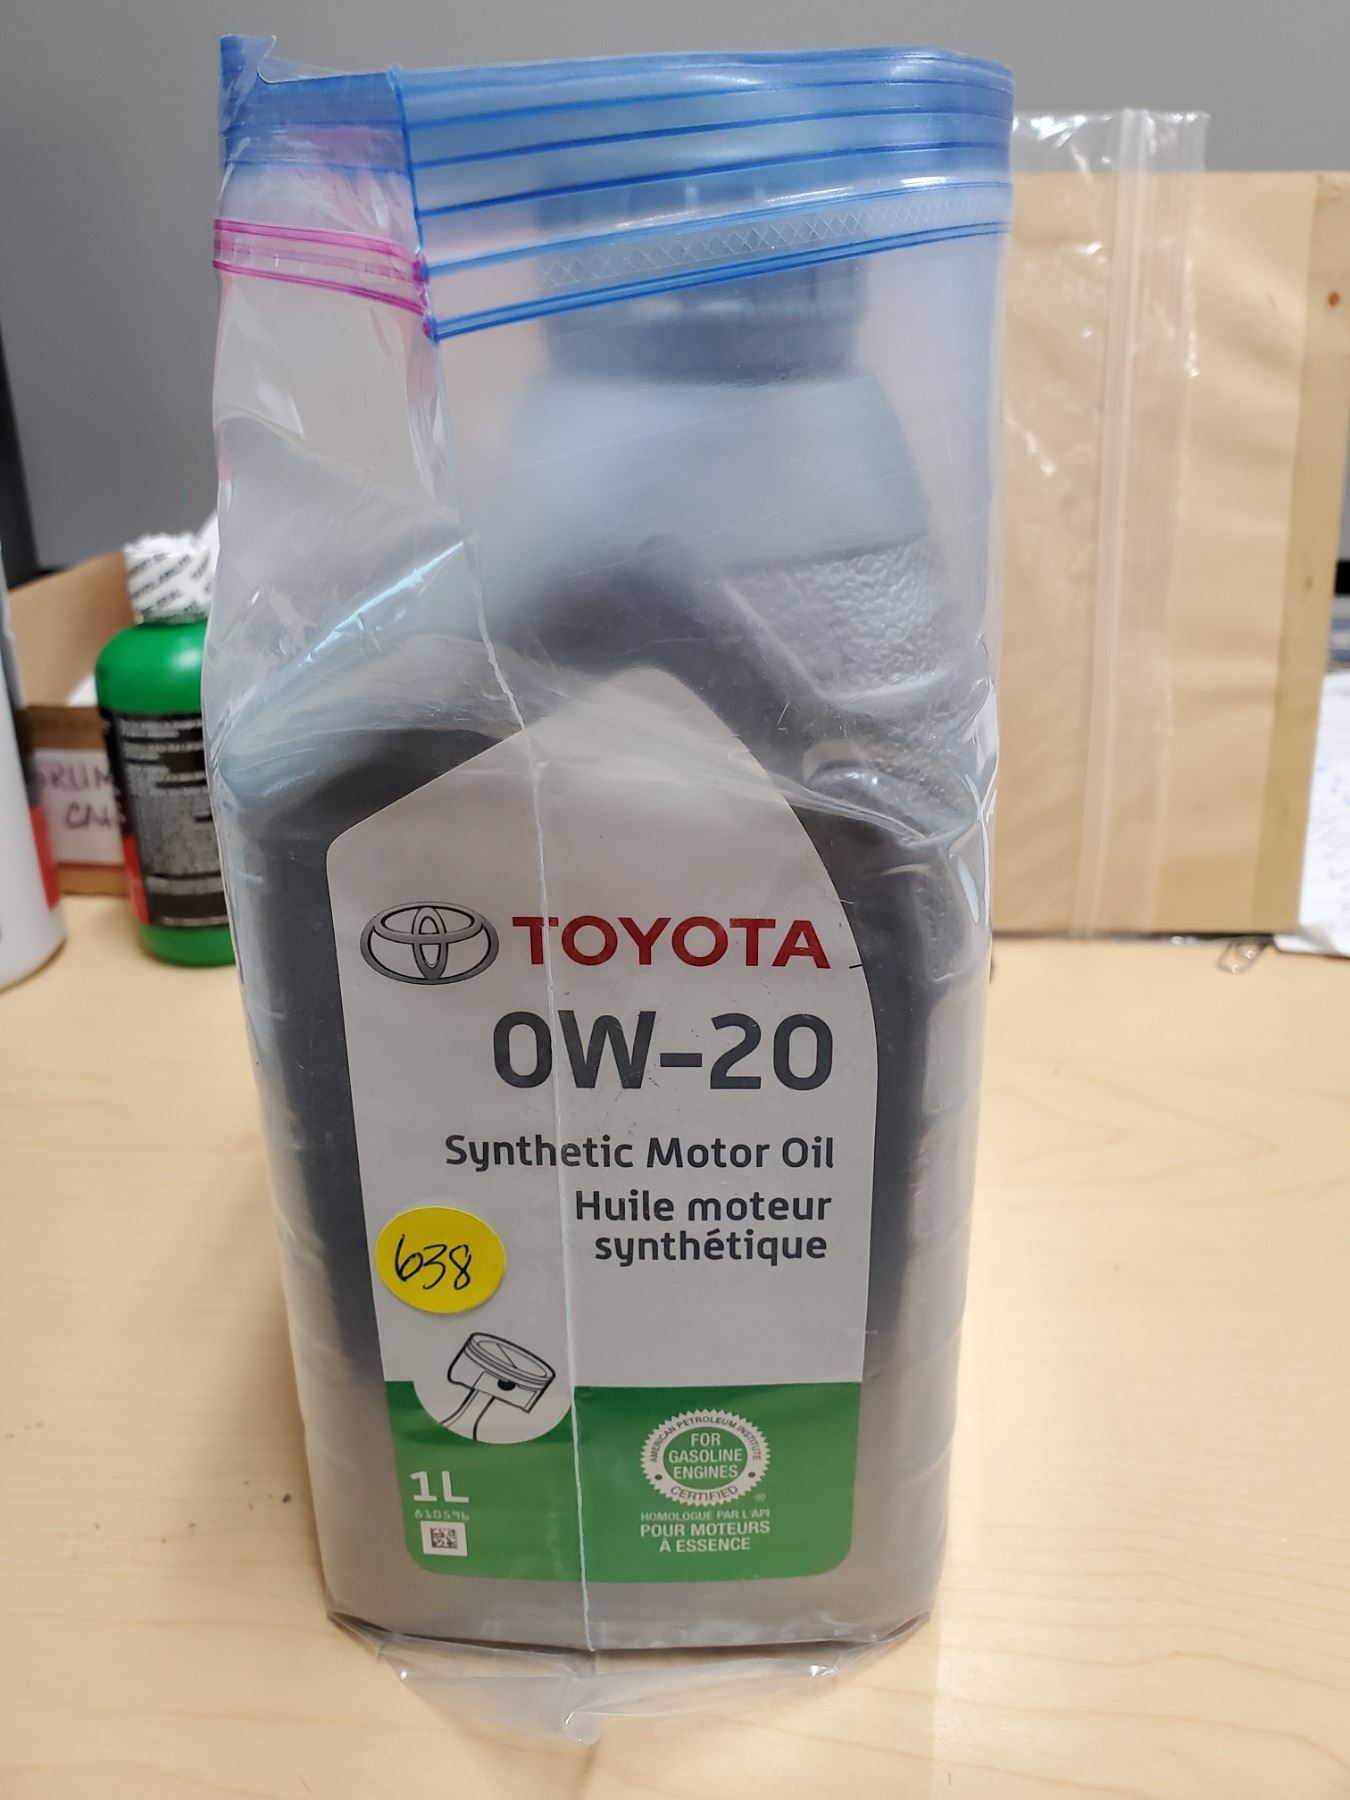 TOYOTA
0W-20
Synthetic Motor Oil
Huile moteur
synthétique
638
1L
AMERICAN PETROLEUM INSTITUTE
FOR
GASOLINE
ENGINES
CERTIFIED
®
HOMOLOGUÉ PAR L'API
POUR MOTEURS
À ESSENCE